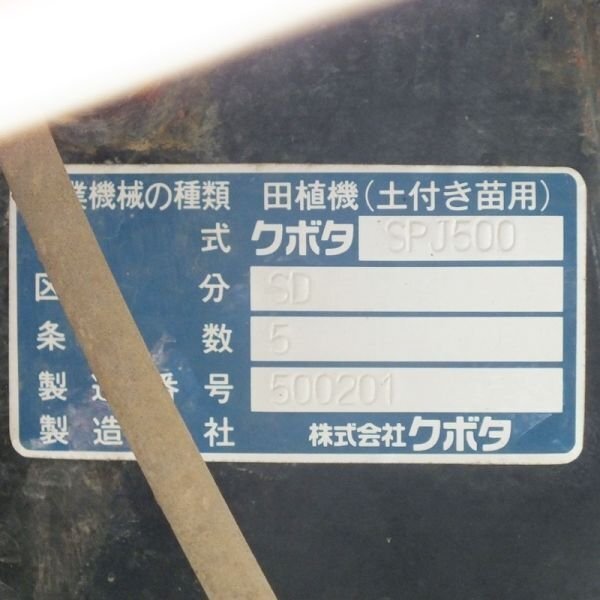 業機械の種類 田植機(土付き苗用)
式 クボタ SPJ500
区 分 SD
条 数 5
製 造 番 号 500201
製 造 社 株式会社クボタ